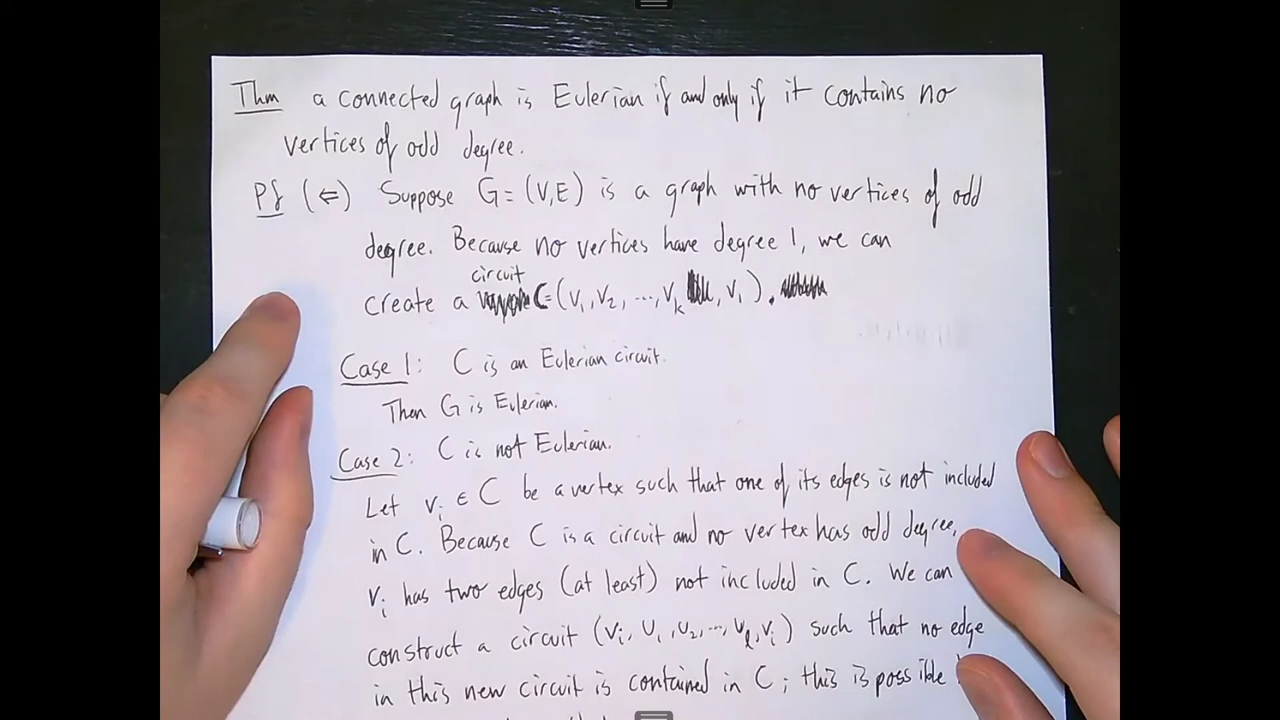 Thm a connected graph is Eulerian if and only if it contains no
vertices of odd degree.
Pf (⇐) Suppose G = (V,E) is a graph with no vertices of odd
degree. Because no vertices have degree 1, we can
circuit
create a C=(v₁,v₂, ..., vₖ, v₁).
Case 1: C is an Eulerian circuit.
Then G is Eulerian.
Case 2: C is not Eulerian.
Let vᵢ ∈ C be a vertex such that one of its edges is not included
in C. Because C is a circuit and no vertex has odd degree,
vᵢ has two edges (at least) not included in C. We can
construct a circuit (vᵢ, u₁, u₂, ..., uₗ, vᵢ) such that no edge
in this new circuit is contained in C; this is possible